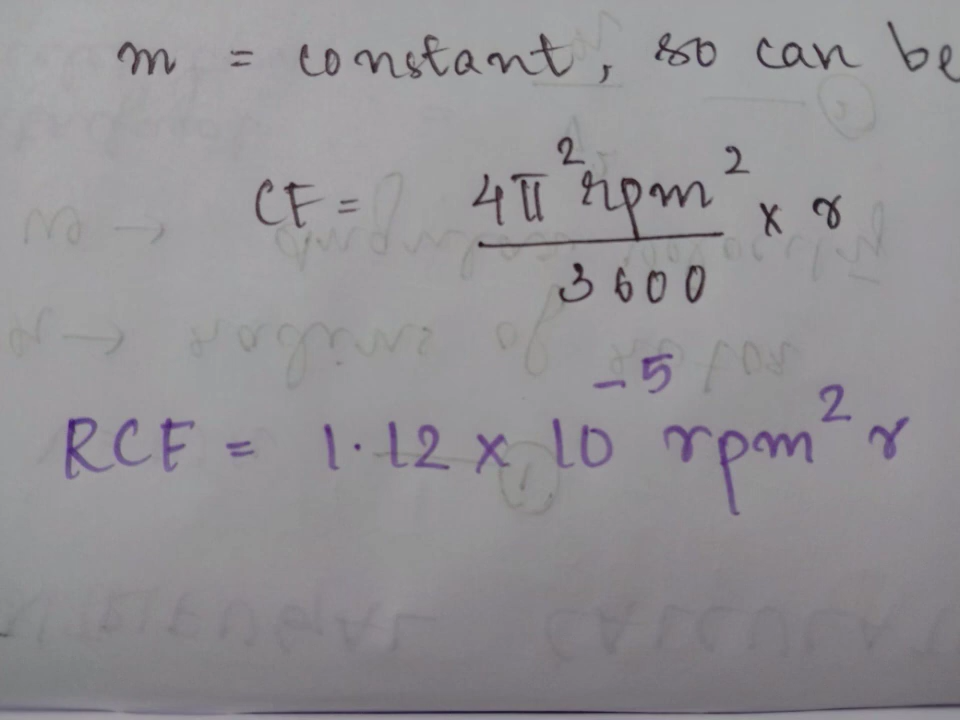 m = constant, so can be
CF = 4π² rpm² / 3600 × r
RCF = 1.12 × 10⁻⁵ rpm² r